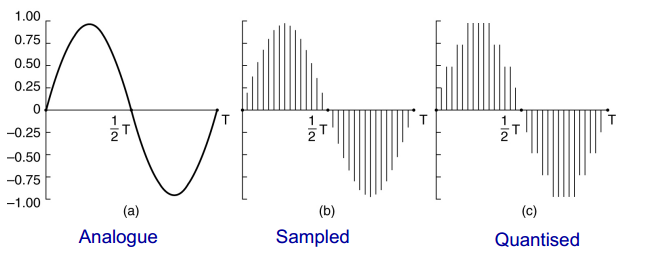 1.00
0.75
0.50
0.25
0
−0.25
−0.50
−0.75
−1.00
1/2 T
T
1/2 T
T
1/2 T
T
(a)
(b)
(c)
Analogue
Sampled
Quantised